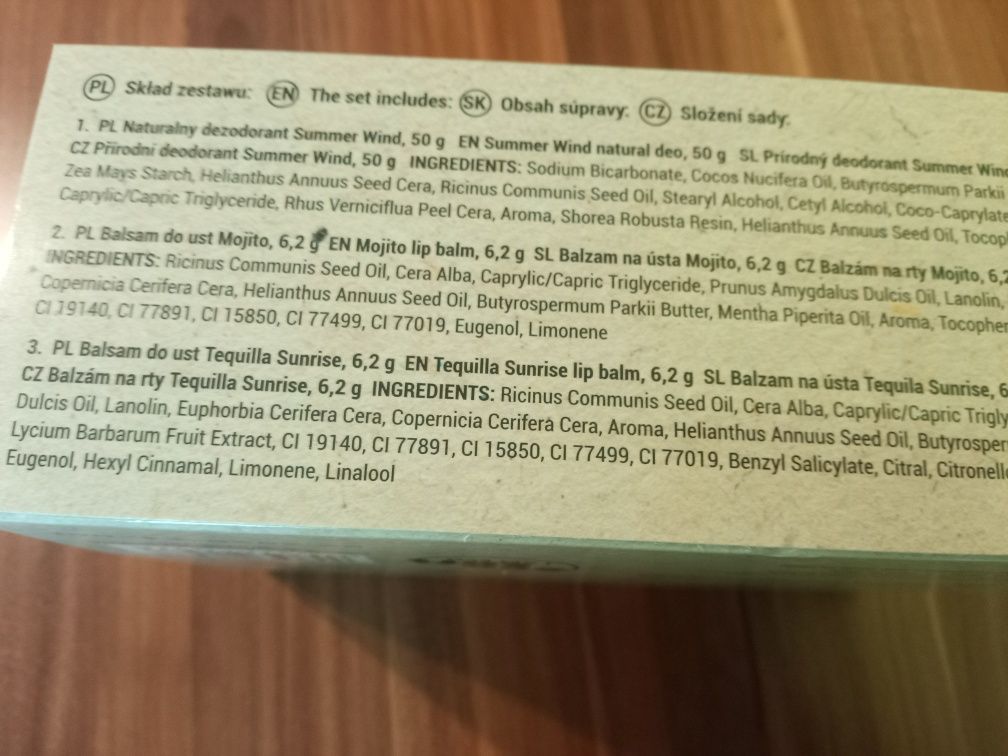 PL Skład zestawu: EN The set includes: SK Obsah súpravy: CZ Složení sady:
1. PL Naturalny dezodorant Summer Wind, 50 g EN Summer Wind natural deo, 50 g SL Prírodný deodorant Summer Wind
CZ Přírodní deodorant Summer Wind, 50 g INGREDIENTS: Sodium Bicarbonate, Cocos Nucifera Oil, Butyrospermum Parkii
Zea Mays Starch, Helianthus Annuus Seed Cera, Ricinus Communis Seed Oil, Stearyl Alcohol, Cetyl Alcohol, Coco-Caprylate
Caprylic/Capric Triglyceride, Rhus Verniciflua Peel Cera, Aroma, Shorea Robusta Resin, Helianthus Annuus Seed Oil, Tocop
2. PL Balsam do ust Mojito, 6,2 g EN Mojito lip balm, 6,2 g SL Balzam na ústa Mojito, 6,2 g CZ Balzám na rty Mojito, 6,2
INGREDIENTS: Ricinus Communis Seed Oil, Cera Alba, Caprylic/Capric Triglyceride, Prunus Amygdalus Dulcis Oil, Lanolin,
Copernicia Cerifera Cera, Helianthus Annuus Seed Oil, Butyrospermum Parkii Butter, Mentha Piperita Oil, Aroma, Tocopher
CI 19140, CI 77891, CI 15850, CI 77499, CI 77019, Eugenol, Limonene
3. PL Balsam do ust Tequilla Sunrise, 6,2 g EN Tequilla Sunrise lip balm, 6,2 g SL Balzam na ústa Tequila Sunrise, 6
CZ Balzám na rty Tequilla Sunrise, 6,2 g INGREDIENTS: Ricinus Communis Seed Oil, Cera Alba, Caprylic/Capric Trigly
Dulcis Oil, Lanolin, Euphorbia Cerifera Cera, Copernicia Cerifera Cera, Aroma, Helianthus Annuus Seed Oil, Butyrosper
Lycium Barbarum Fruit Extract, CI 19140, CI 77891, CI 15850, CI 77499, CI 77019, Benzyl Salicylate, Citral, Citronell
Eugenol, Hexyl Cinnamal, Limonene, Linalool